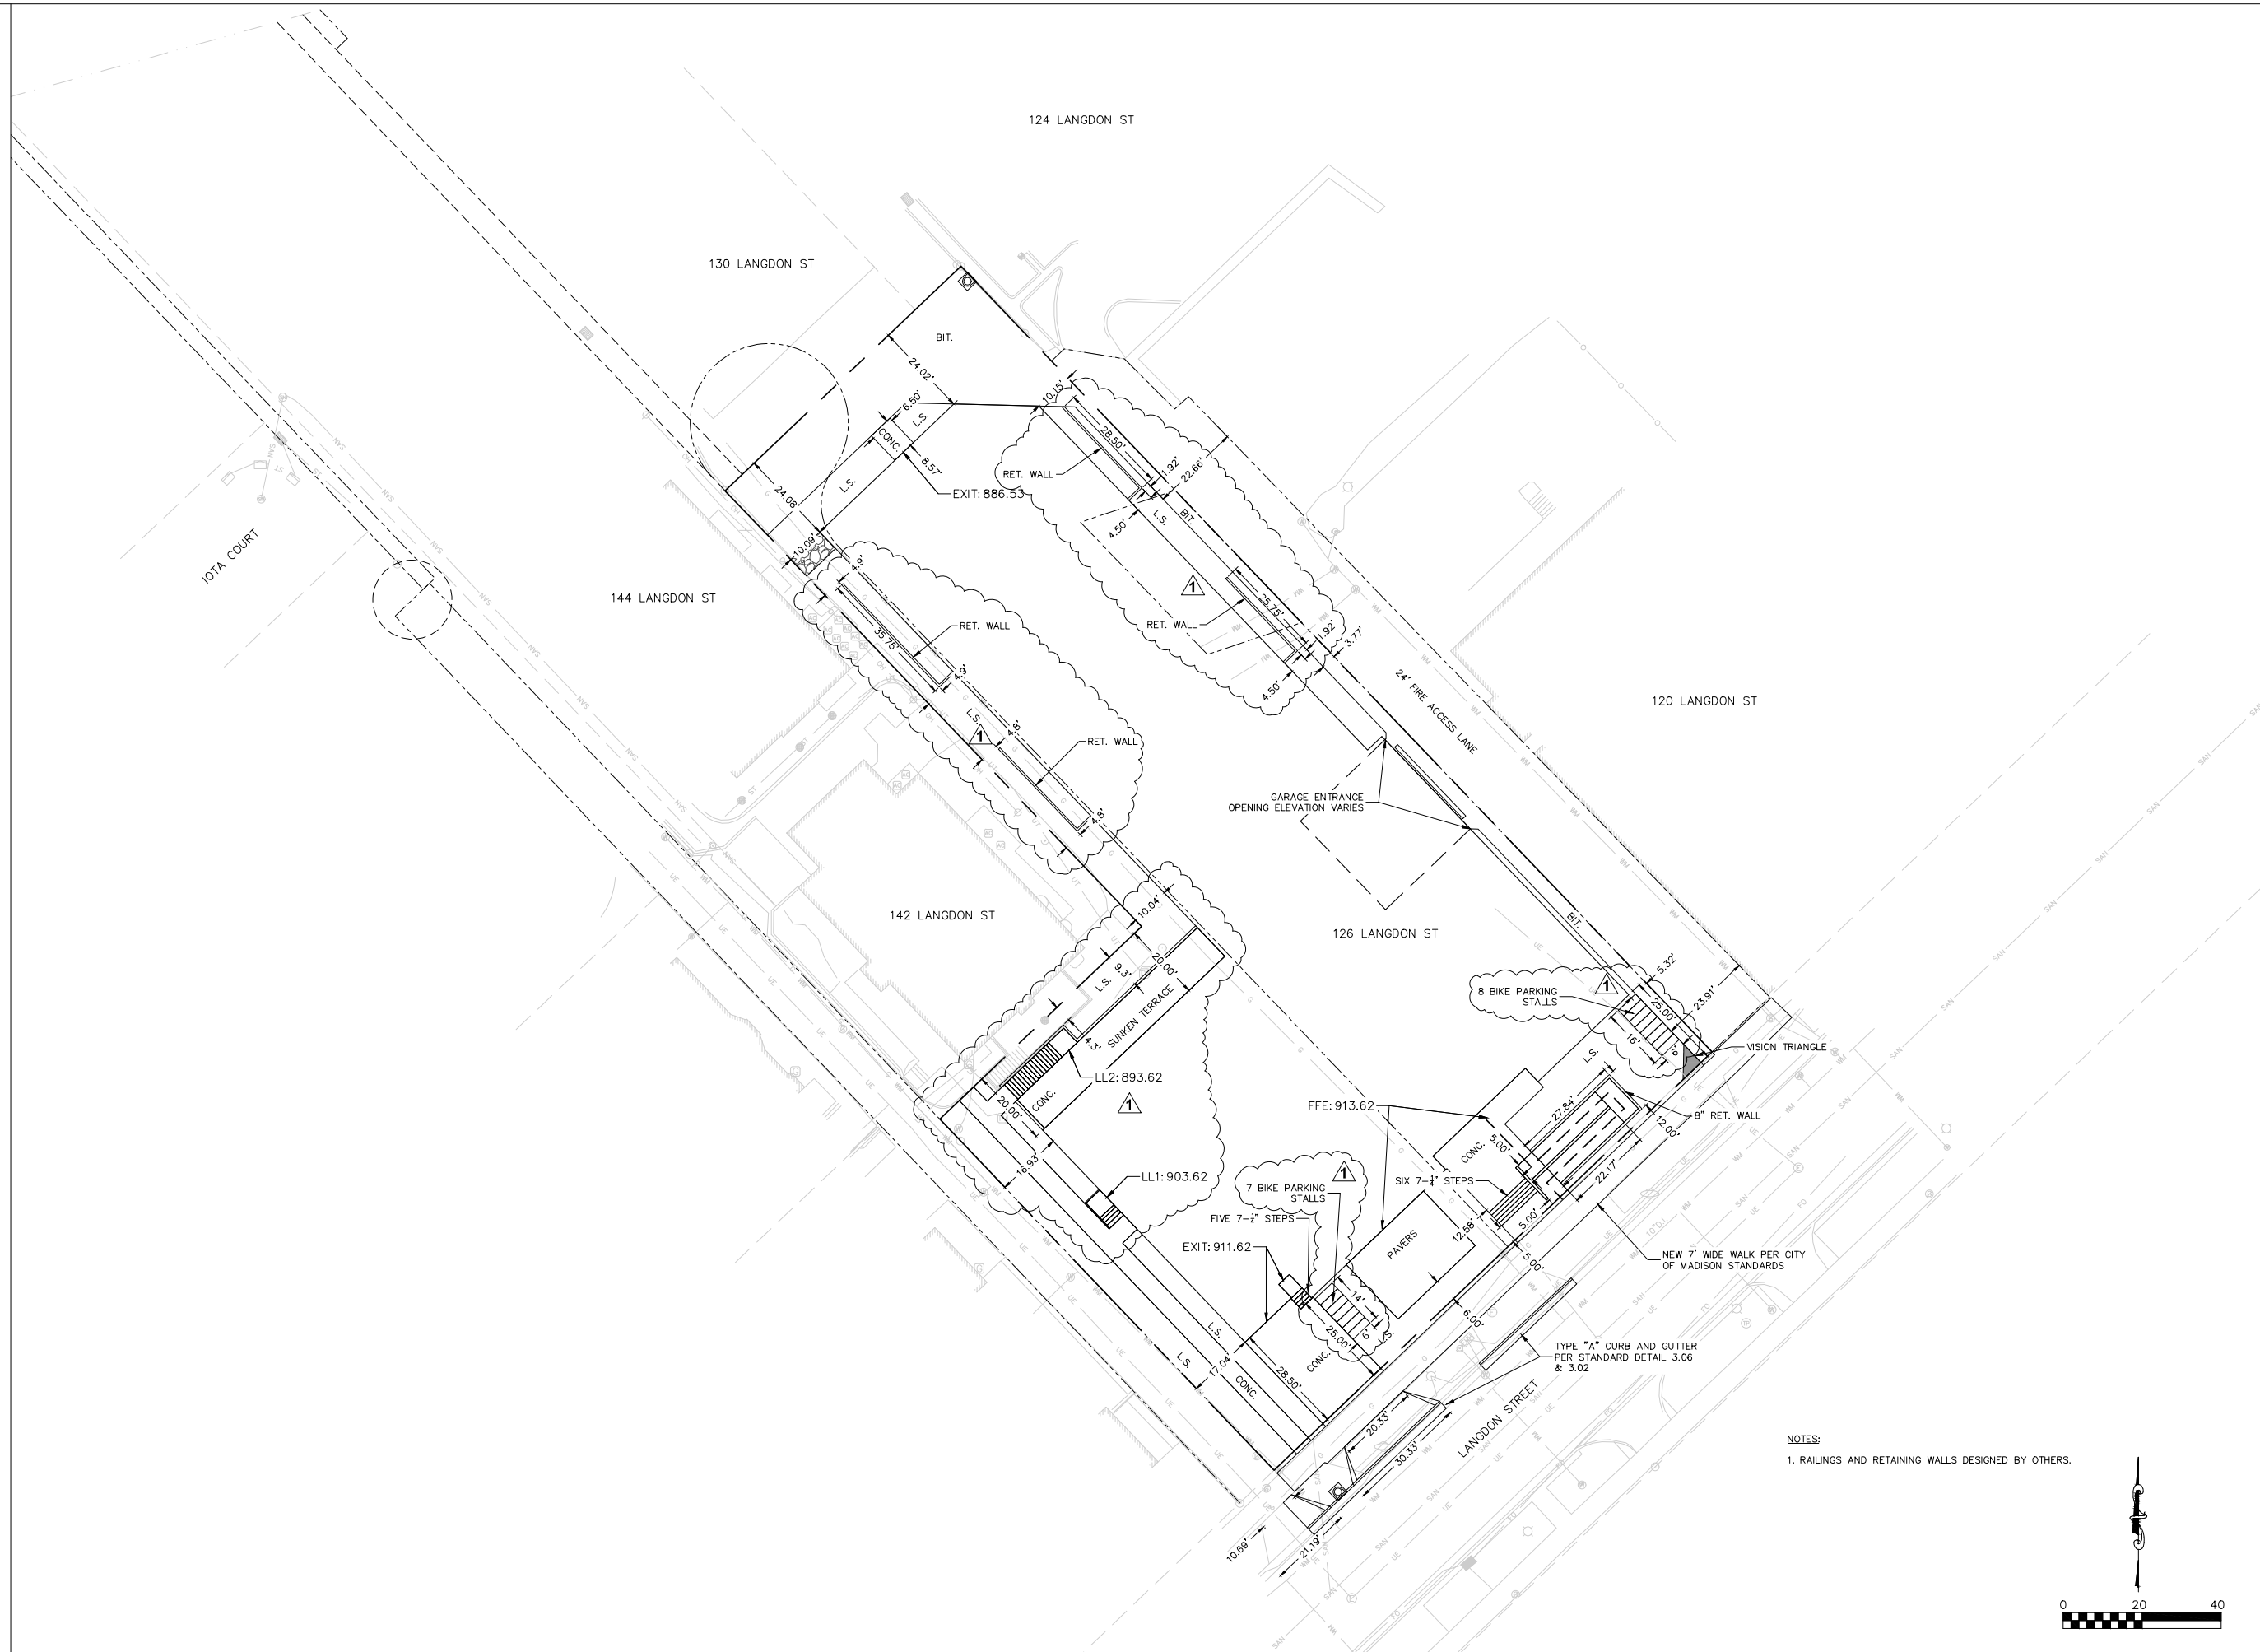 124 LANGDON ST
130 LANGDON ST
BIT.
24.02'
10.15'
6.50'
L.S.
CONC.
28.50'
8.57'
L.S.
1.92'
22.66'
RET. WALL
EXIT: 886.53
24.08'
BIT.
L.S.
4.50'
IOTA COURT
10.09'
4.9'
1
144 LANGDON ST
25.75'
35.75'
RET. WALL
RET. WALL
1.92'
3.77'
4.9'
4.50'
24' FIRE ACCESS LANE
120 LANGDON ST
L.S.
1
4.8'
RET. WALL
GARAGE ENTRANCE
OPENING ELEVATION VARIES
4.8'
10.04'
142 LANGDON ST
BIT.
126 LANGDON ST
9.3'
20.00'
L.S.
5.32'
8 BIKE PARKING
STALLS
1
25.00'
23.91'
SUNKEN TERRACE
4.3'
16'
6'
VISION TRIANGLE
L.S.
LL2: 893.62
20.00'
CONC.
1
FFE: 913.62
27.84'
8" RET. WALL
12.00'
5.00'
CONC.
16.93'
LL1: 903.62
1
22.17'
SIX 7-¼" STEPS
7 BIKE PARKING
STALLS
FIVE 7-¼" STEPS
12.58'
5.00'
EXIT: 911.62
PAVERS
5.00'
NEW 7' WIDE WALK PER CITY
OF MADISON STANDARDS
14'
6.00'
L.S.
25.00'
6'
L.S.
L.S.
CONC.
TYPE "A" CURB AND GUTTER
PER STANDARD DETAIL 3.06
& 3.02
17.04'
28.50'
CONC.
20.33'
LANGDON STREET
30.33'
10.69'
21.19'
NOTES:
1. RAILINGS AND RETAINING WALLS DESIGNED BY OTHERS.
0 20 40